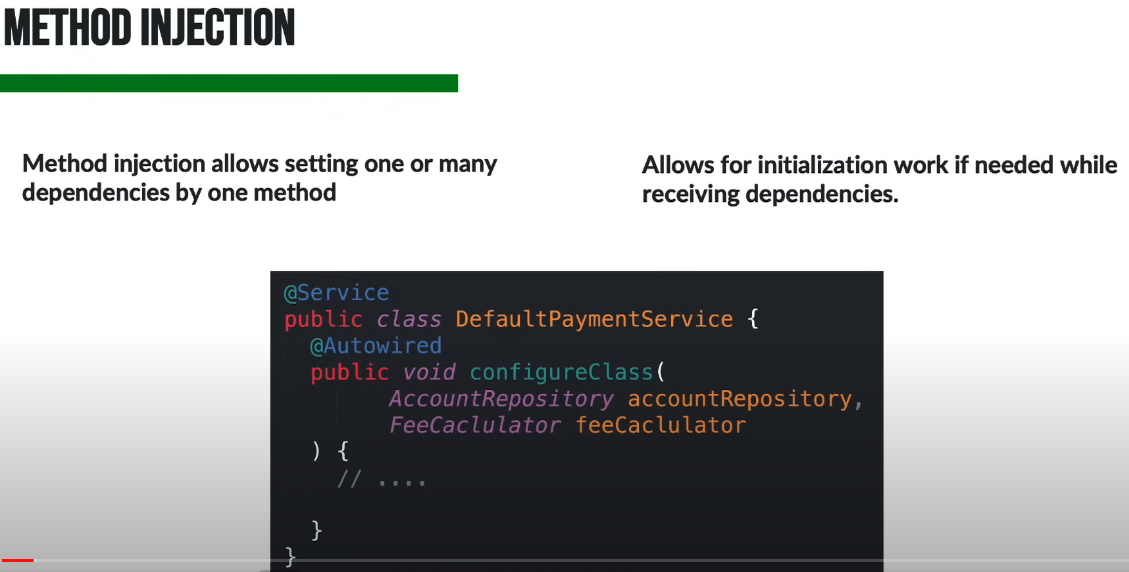 METHOD INJECTION
Method injection allows setting one or many
dependencies by one method
Allows for initialization work if needed while
receiving dependencies.
@Service
public class DefaultPaymentService {
@Autowired
public void configureClass(
AccountRepository accountRepository,
FeeCaclulator feeCaclulator
) {
// ....
}
}